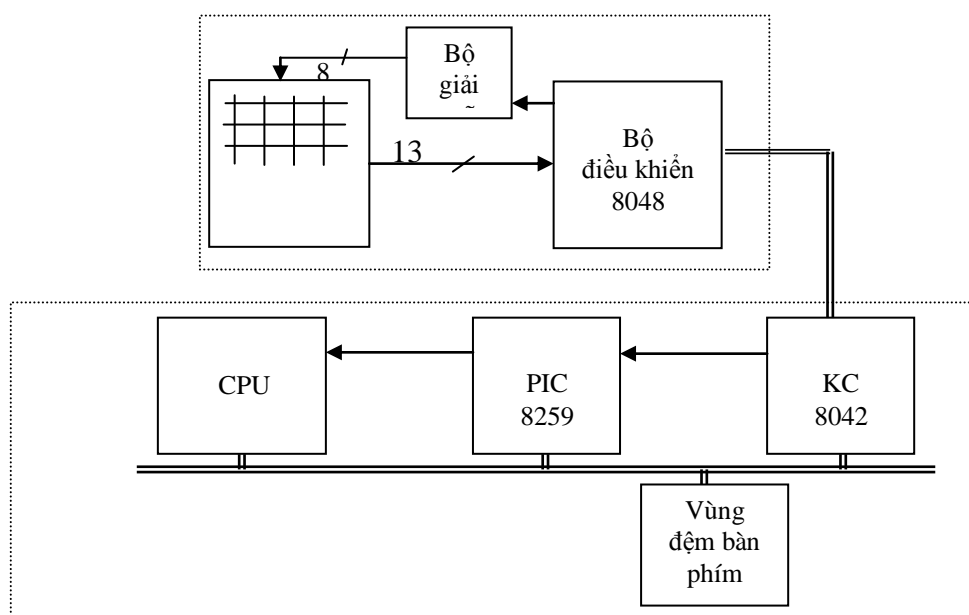 Bộ
giải
8
13
Bộ
điều khiển
8048
CPU
PIC
8259
KC
8042
Vùng
đệm bàn
phím